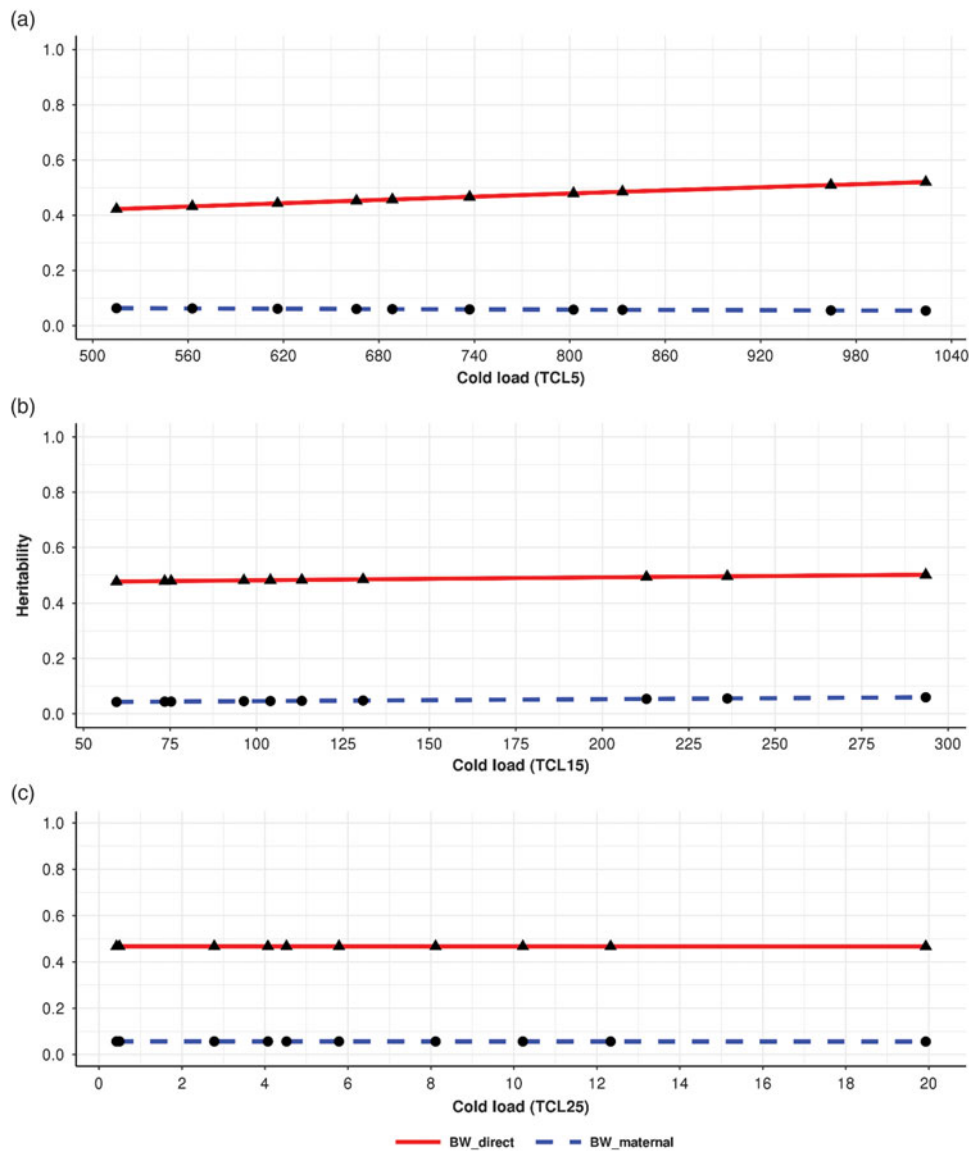 (a)
1.0
0.8
0.6
0.4
0.2
0.0
500 560 620 680 740 800 860 920 980 1040
Cold load (TCL5)
(b)
1.0
0.8
0.6
0.4
0.2
0.0
Heritability
50 75 100 125 150 175 200 225 250 275 300
Cold load (TCL15)
(c)
1.0
0.8
0.6
0.4
0.2
0.0
0 2 4 6 8 10 12 14 16 18 20
Cold load (TCL25)
BW_direct BW_maternal